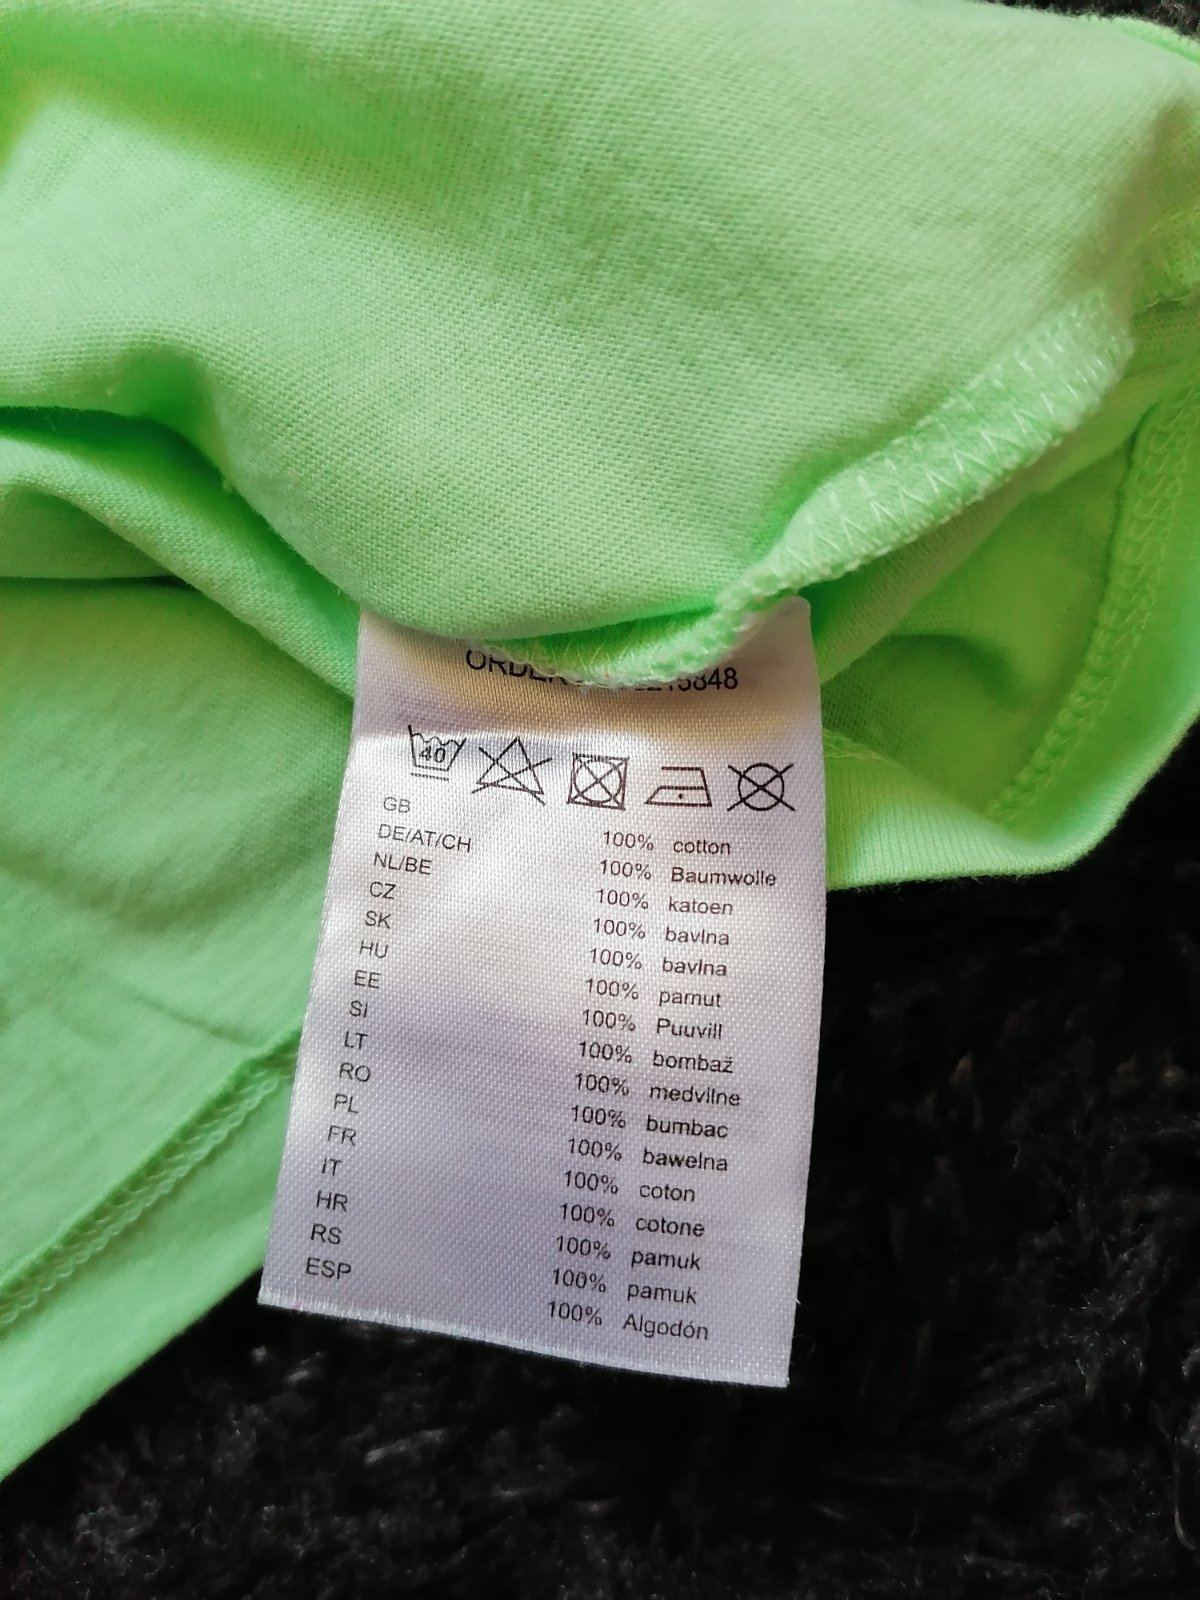 848
40
GB 100% cotton
DE/AT/CH 100% Baumwolle
NL/BE 100% katoen
CZ 100% bavlna
SK 100% bavlna
HU 100% pamut
EE 100% Puuvill
SI 100% bombaž
LT 100% medvilne
RO 100% bumbac
PL 100% bawelna
FR 100% coton
IT 100% cotone
HR 100% pamuk
RS 100% pamuk
ESP 100% Algodón